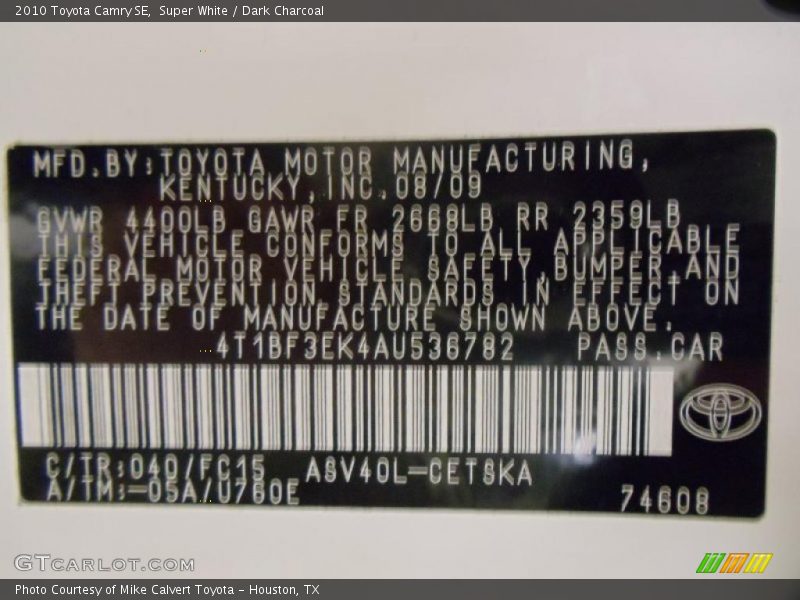 2010 Toyota Camry SE,  Super White / Dark Charcoal
MFD.BY:TOYOTA MOTOR MANUFACTURING,
KENTUCKY,INC.08/09
GVWR 4400LB GAWR FR 2668LB RR 2359LB
THIS VEHICLE CONFORMS TO ALL APPLICABLE
FEDERAL MOTOR VEHICLE SAFETY,BUMPER,AND
THEFT PREVENTION STANDARDS IN EFFECT ON
THE DATE OF MANUFACTURE SHOWN ABOVE.
4T1BF3EK4AU536782 PASS.CAR
C/TR:040/FC15 ASV40L-CETSKA
A/TM:-05A/U760E 74608
GTCARLOT.COM
Photo Courtesy of Mike Calvert Toyota - Houston, TX